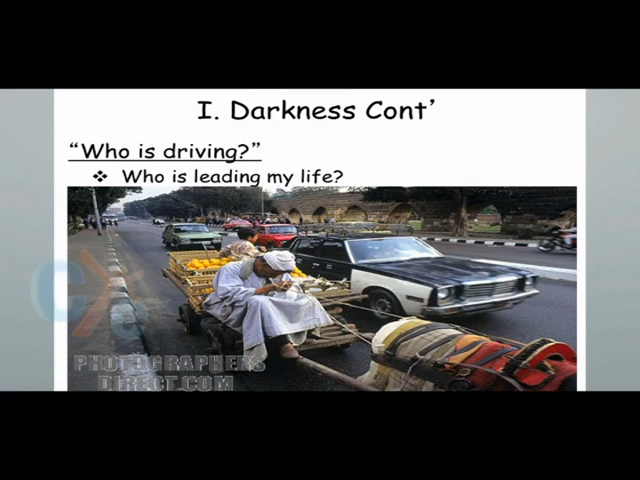 I. Darkness Cont'
"Who is driving?"
❖ Who is leading my life?
PHOTOGRAPHERS
DIRECT.COM